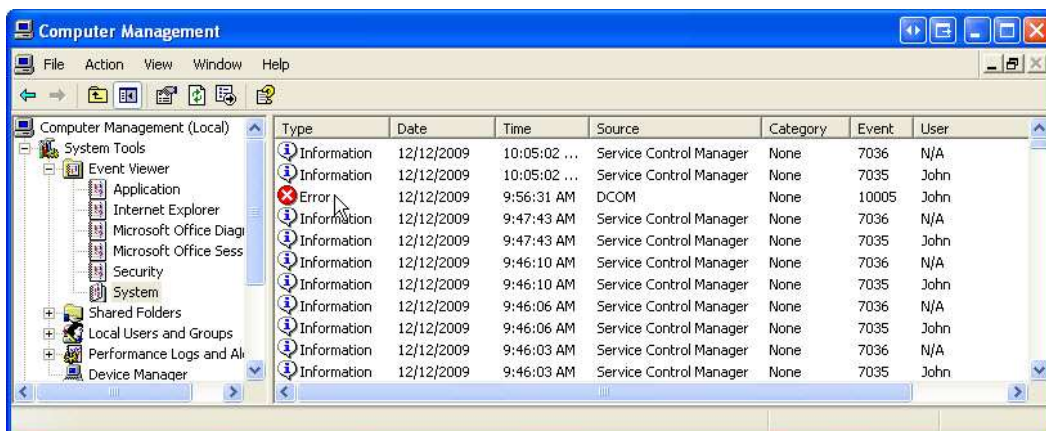 Computer Management
File Action View Window Help
Computer Management (Local)
System Tools
Event Viewer
Application
Internet Explorer
Microsoft Office Diag
Microsoft Office Sess
Security
System
Shared Folders
Local Users and Groups
Performance Logs and Al
Device Manager
Type Date Time Source Category Event User
Information 12/12/2009 10:05:02 ... Service Control Manager None 7036 N/A
Information 12/12/2009 10:05:02 ... Service Control Manager None 7035 John
Error 12/12/2009 9:56:31 AM DCOM None 10005 John
Information 12/12/2009 9:47:43 AM Service Control Manager None 7036 N/A
Information 12/12/2009 9:47:43 AM Service Control Manager None 7035 John
Information 12/12/2009 9:46:10 AM Service Control Manager None 7036 N/A
Information 12/12/2009 9:46:10 AM Service Control Manager None 7035 John
Information 12/12/2009 9:46:06 AM Service Control Manager None 7036 N/A
Information 12/12/2009 9:46:06 AM Service Control Manager None 7035 John
Information 12/12/2009 9:46:03 AM Service Control Manager None 7036 N/A
Information 12/12/2009 9:46:03 AM Service Control Manager None 7035 John